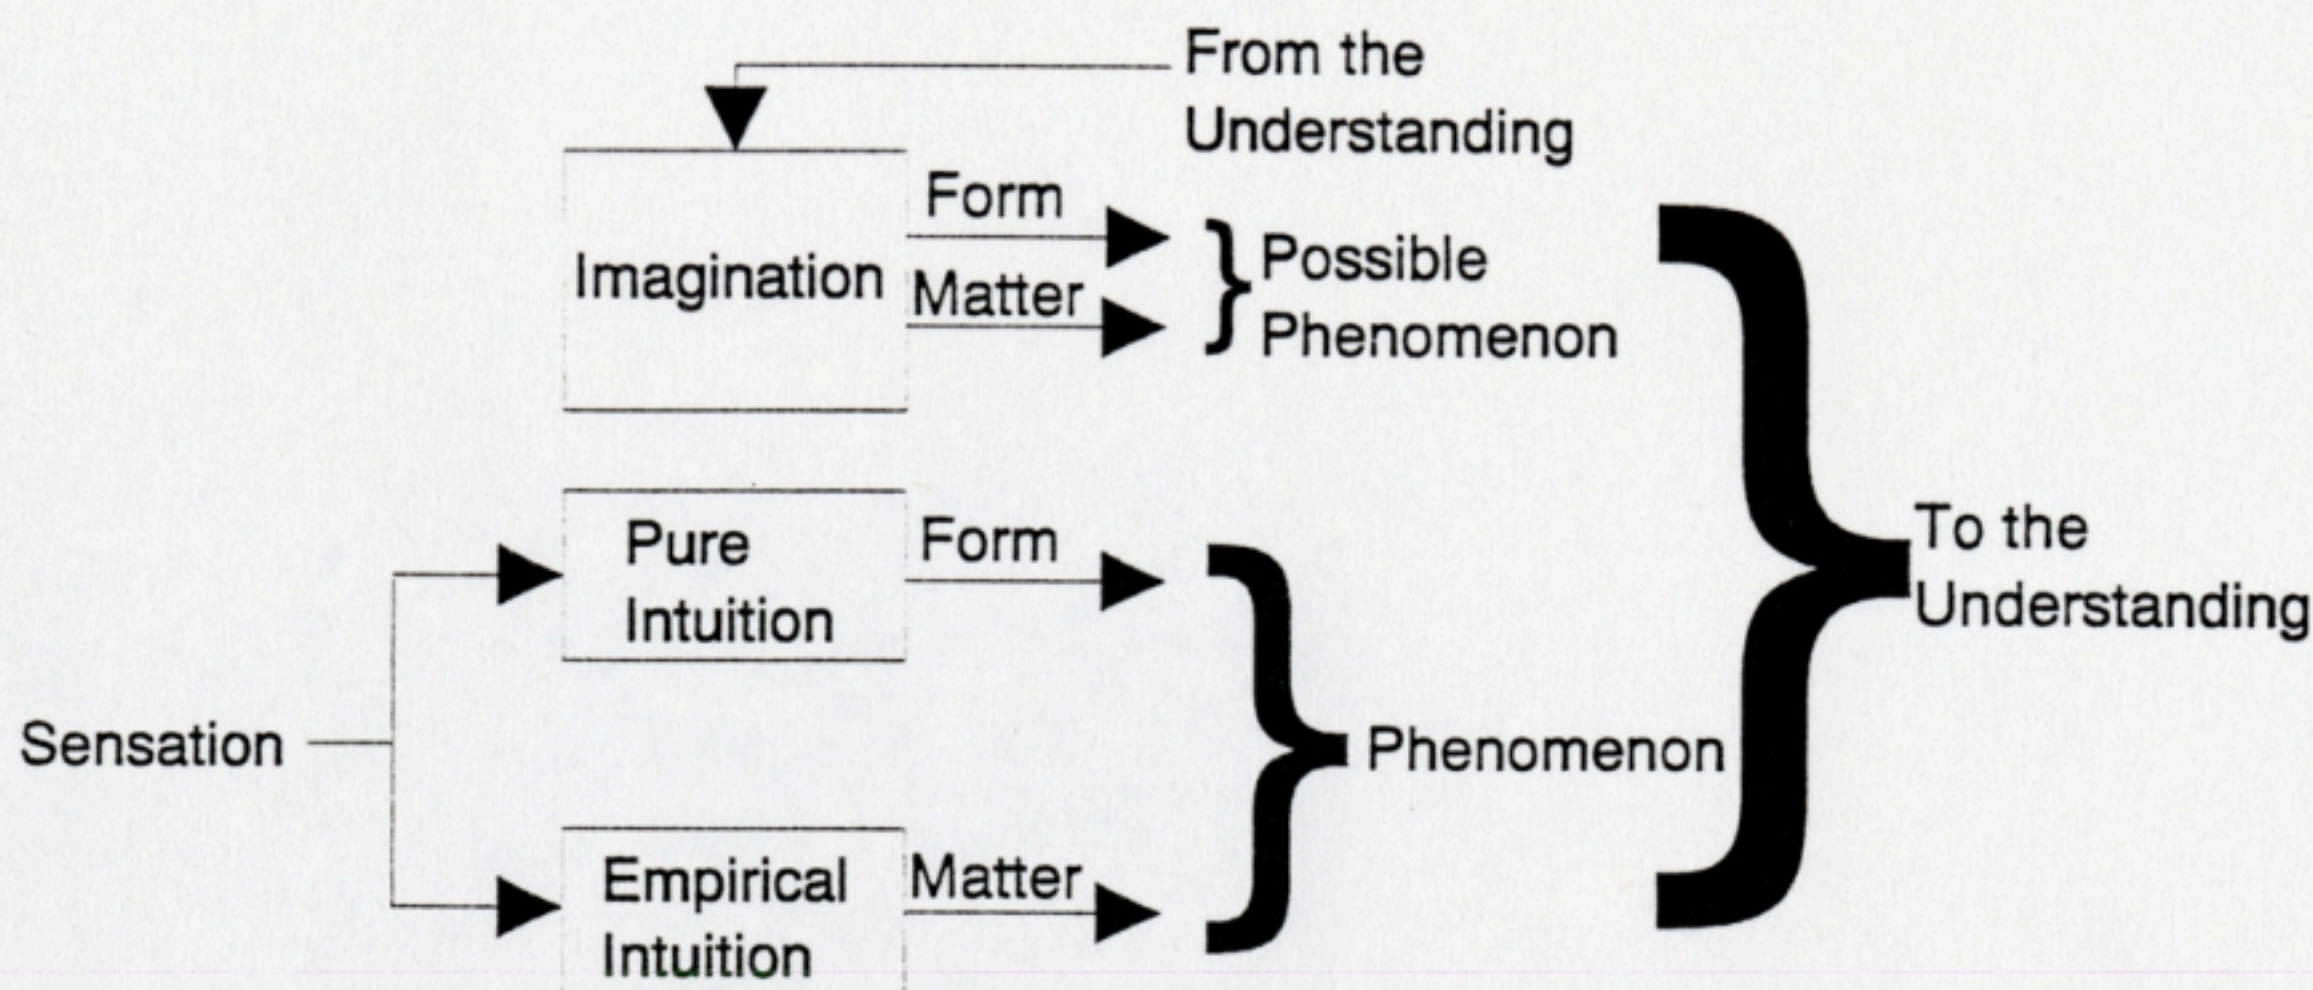 From the
Understanding
Form
Imagination
Matter
Possible
Phenomenon
Pure
Intuition
Form
To the
Understanding
Sensation
Phenomenon
Empirical
Intuition
Matter